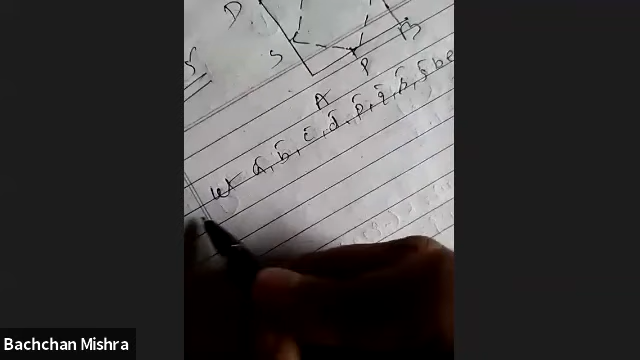 D
S
P
B
A
let ā, b̄, c̄, d̄, p̄, q̄, r̄, s̄ be
Bachchan Mishra